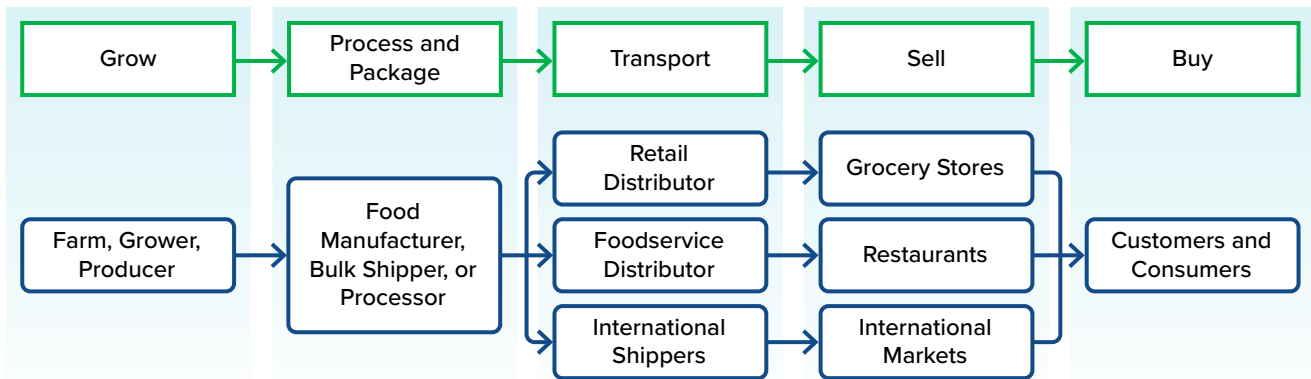 Grow
Process and
Package
Transport
Sell
Buy
Farm, Grower,
Producer
Food
Manufacturer,
Bulk Shipper, or
Processor
Retail
Distributor
Grocery Stores
Foodservice
Distributor
Restaurants
International
Shippers
International
Markets
Customers and
Consumers